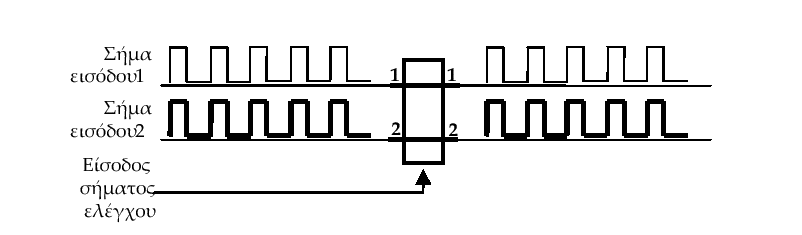 Σήμα
εισόδου1
1 1
Σήμα
εισόδου2
2 2
Είσοδος
σήματος
ελέγχου